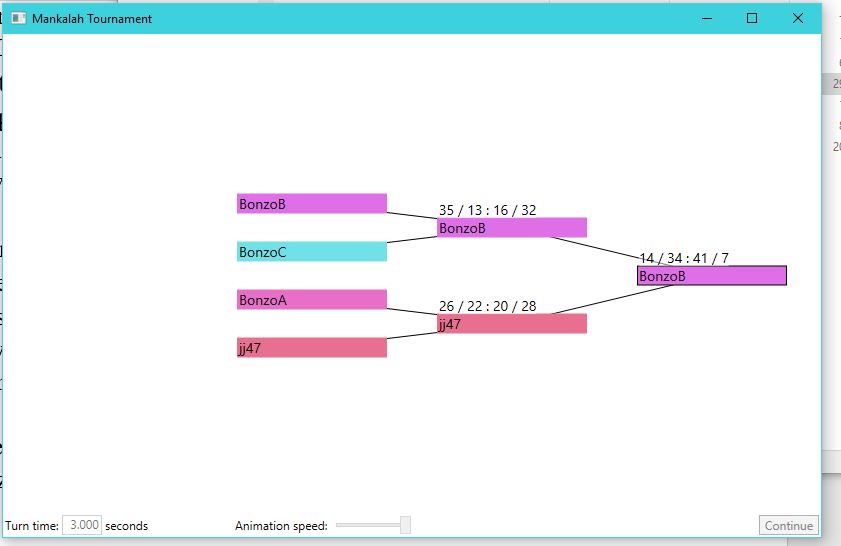 Mankalah Tournament
BonzoB
35 / 13 : 16 / 32
BonzoB
BonzoC
14 / 34 : 41 / 7
BonzoB
BonzoA
26 / 22 : 20 / 28
jj47
jj47
Turn time: 3.000 seconds
Animation speed:
Continue